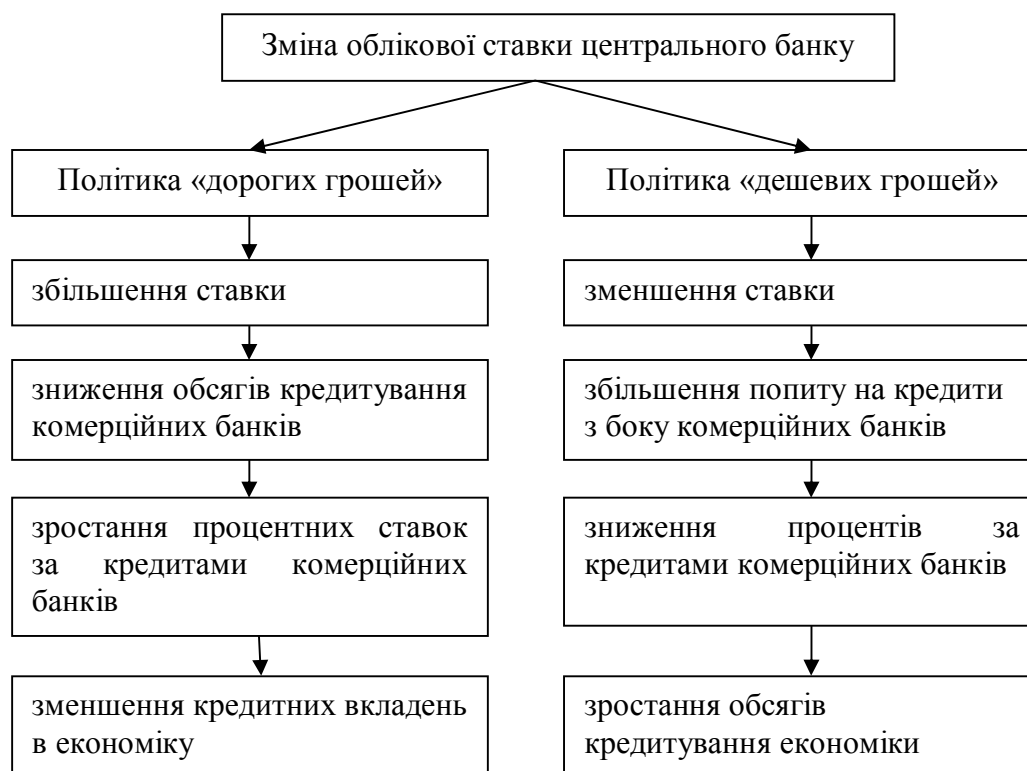 Зміна облікової ставки центрального банку
Політика «дорогих грошей»
збільшення ставки
зниження обсягів кредитування
комерційних банків
зростання процентних ставок
за кредитами комерційних
банків
зменшення кредитних вкладень
в економіку
Політика «дешевих грошей»
зменшення ставки
збільшення попиту на кредити
з боку комерційних банків
зниження процентів за
кредитами комерційних банків
зростання обсягів
кредитування економіки